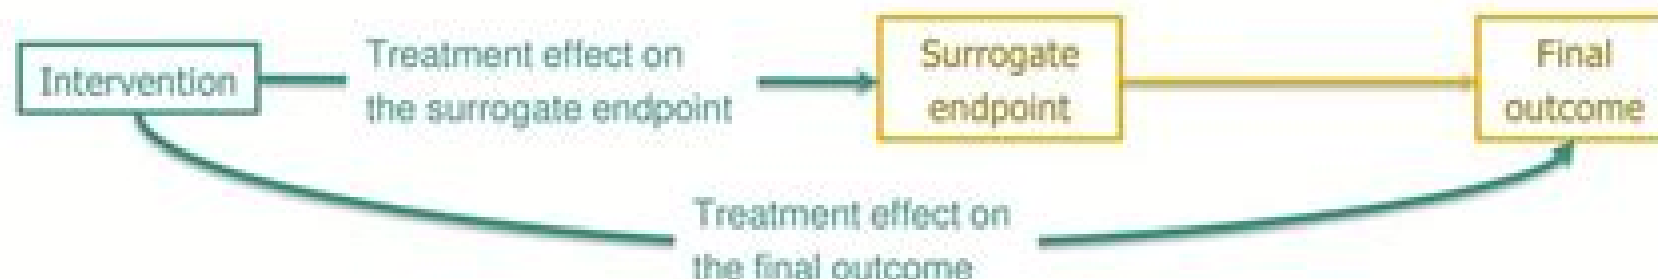 Intervention
Treatment effect on
the surrogate endpoint
Surrogate
endpoint
Final
outcome
Treatment effect on
the final outcome